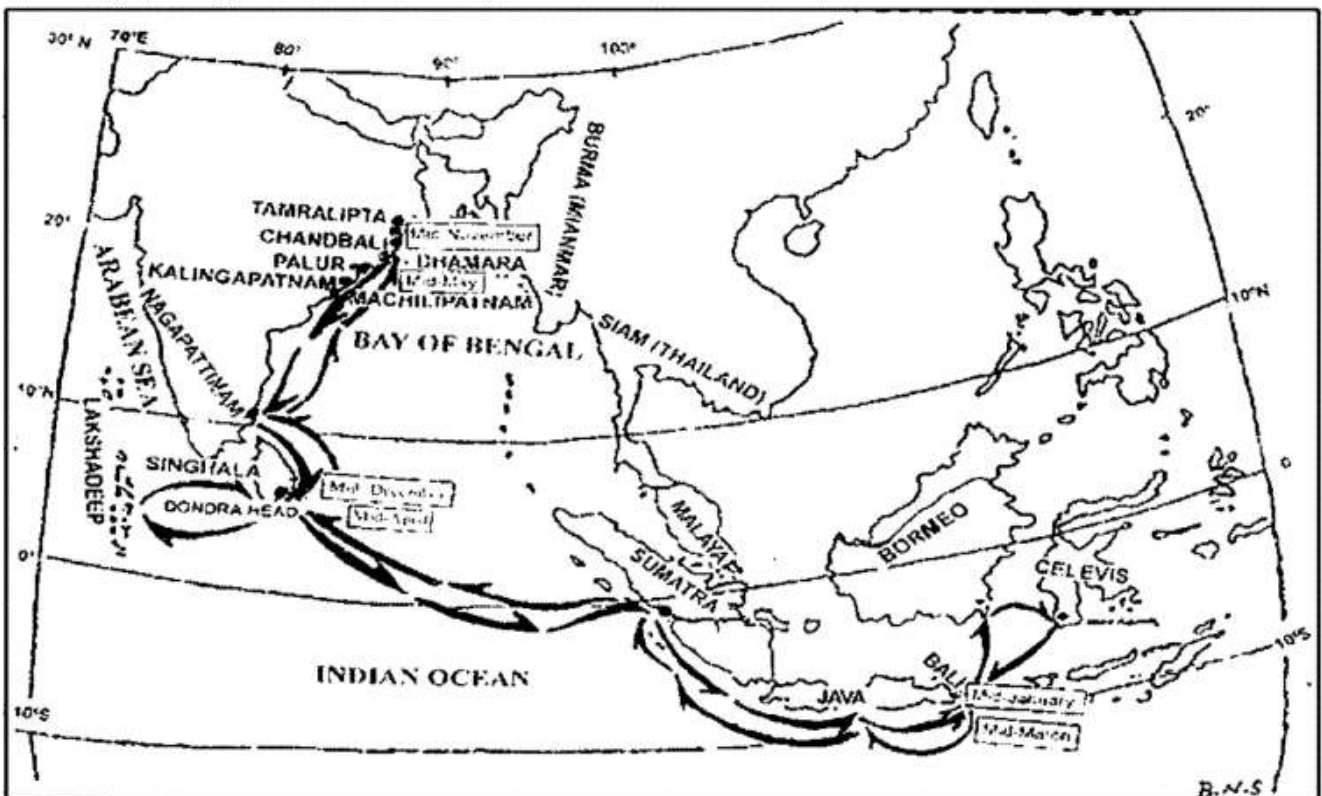 30° N
70°E
80°
90°
100°
20°
20°
TAMRALIPTA
CHANDBALI
PALUR
KALINGAPATNAM
Mid-November
DHAMARA
Mid-May
MACHILIPATNAM
BURMA (MIANMAR)
ARABEAN SEA
NAGAPATTINAM
BAY OF BENGAL
SIAM (THAILAND)
10°N
10°N
LAKSHADEEP
SINGHALA
DONDRA HEAD
Mid-December
Mid-April
0
0°
MALAYA
SUMATRA
BORNEO
CELEVIS
10°S
INDIAN OCEAN
BALI
JAVA
Mid-January
Mid-March
10°S
B.N.S